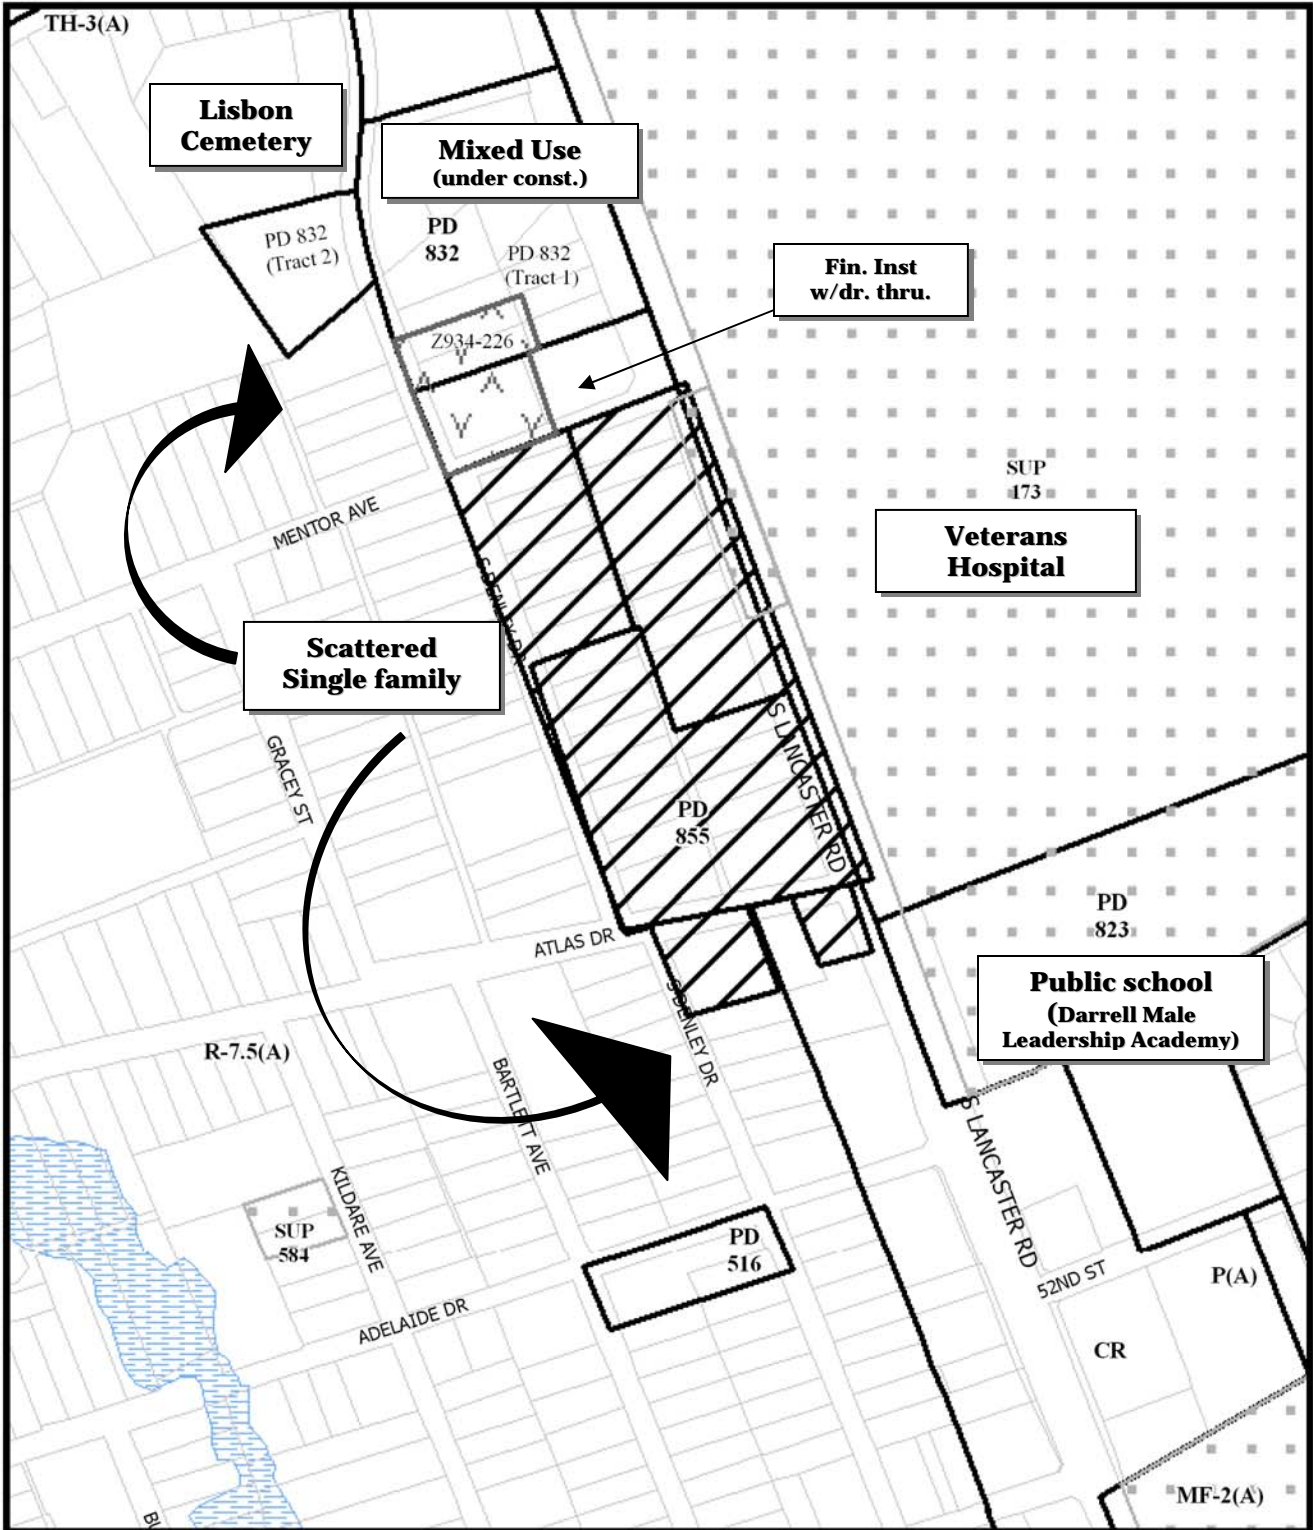 TH-3(A)
Lisbon
Cemetery
Mixed Use
(under const.)
PD 832
(Tract 2)
PD
832
PD 832
(Tract 1)
Fin. Inst
w/dr. thru.
Z934-226
SUP
173
Veterans
Hospital
MENTOR AVE
S DENLEY DR
Scattered
Single family
S LANCASTER RD
GRACEY ST
PD
855
PD
823
ATLAS DR
Public school
(Darrell Male
Leadership Academy)
S DENLEY DR
R-7.5(A)
BARTLETT AVE
S LANCASTER RD
KILDARE AVE
SUP
584
PD
516
52ND ST
P(A)
ADELAIDE DR
CR
MF-2(A)